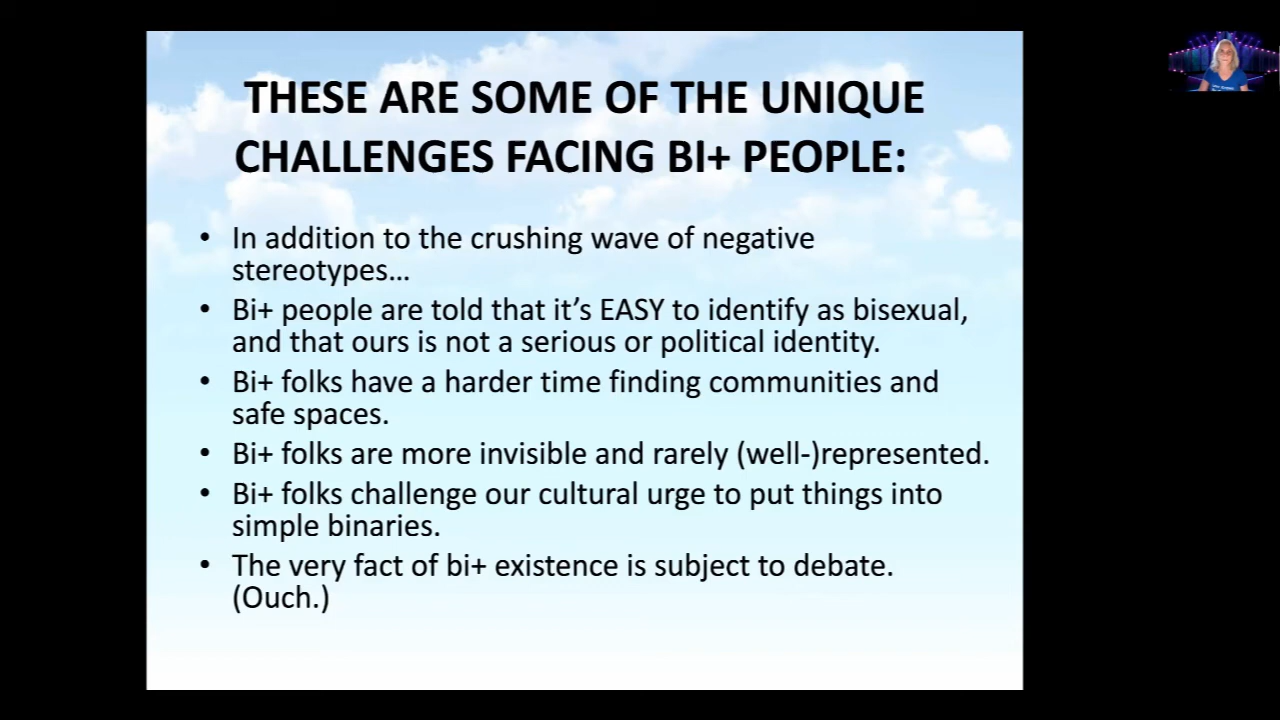 THESE ARE SOME OF THE UNIQUE
CHALLENGES FACING BI+ PEOPLE:
• In addition to the crushing wave of negative
stereotypes…
• Bi+ people are told that it’s EASY to identify as bisexual,
and that ours is not a serious or political identity.
• Bi+ folks have a harder time finding communities and
safe spaces.
• Bi+ folks are more invisible and rarely (well-)represented.
• Bi+ folks challenge our cultural urge to put things into
simple binaries.
• The very fact of bi+ existence is subject to debate.
(Ouch.)